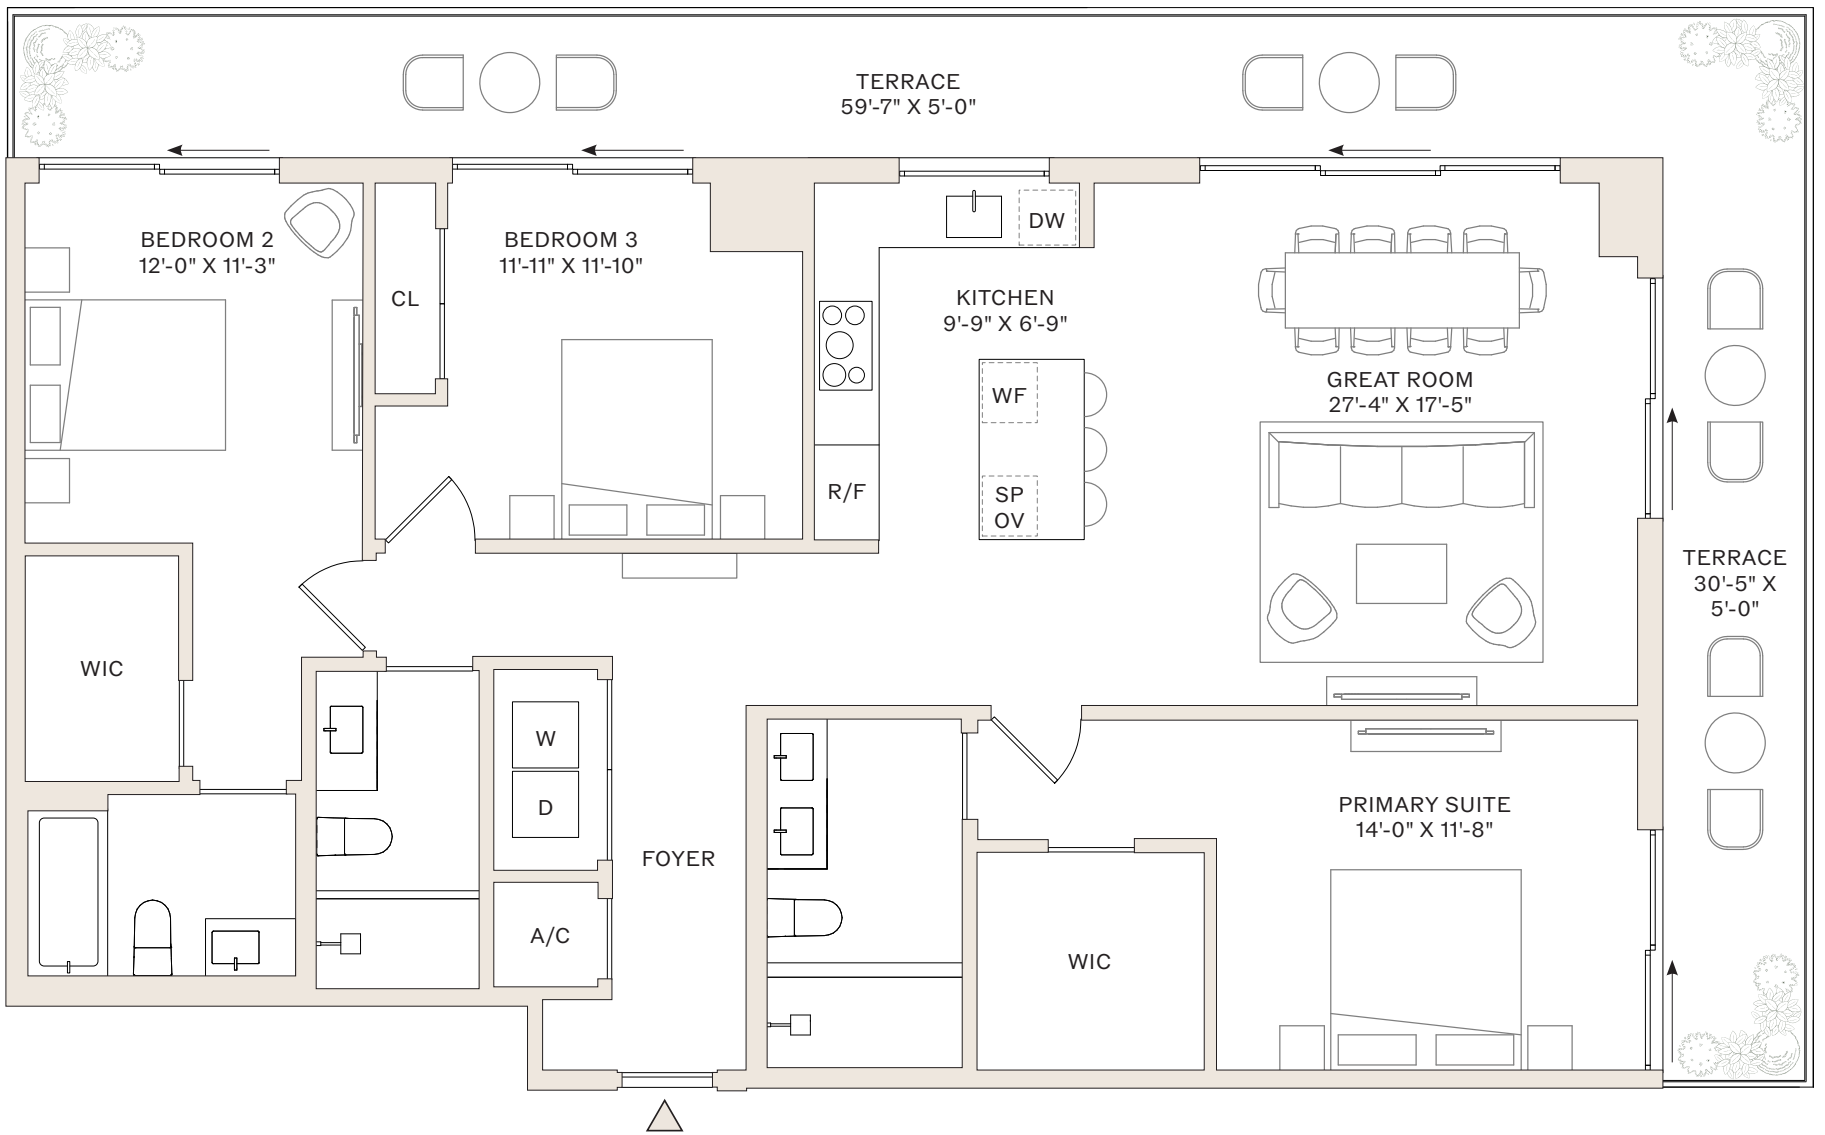 TERRACE
59'-7" X 5'-0"
BEDROOM 2
12'-0" X 11'-3"
CL
BEDROOM 3
11'-11" X 11'-10"
DW
KITCHEN
9'-9" X 6'-9"
WF
SP
OV
R/F
GREAT ROOM
27'-4" X 17'-5"
TERRACE
30'-5" X
5'-0"
WIC
W
D
A/C
FOYER
PRIMARY SUITE
14'-0" X 11'-8"
WIC